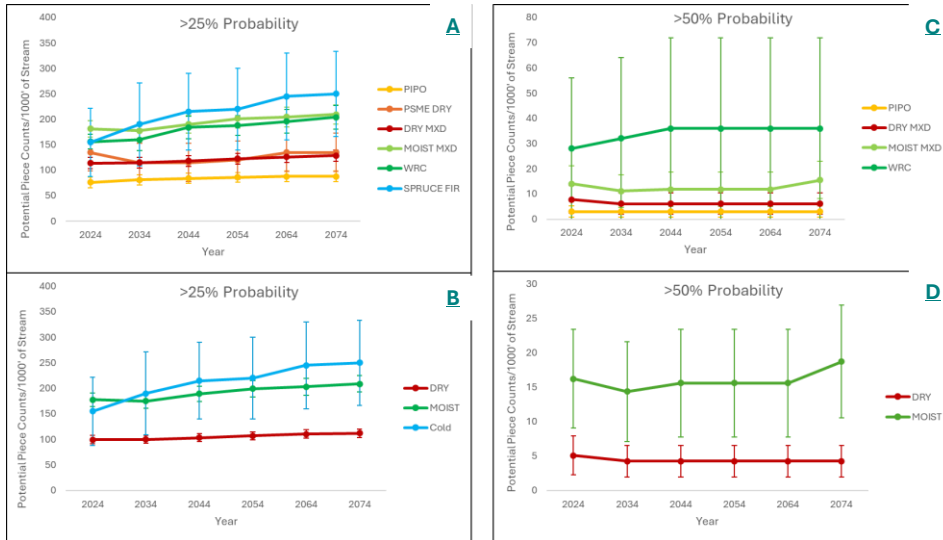 >25% Probability
A
Potential Piece Counts/1000' of Stream
400
350
300
250
200
150
100
50
0
2024 2034 2044 2054 2064 2074
Year
PIPO
PSME DRY
DRY MXD
MOIST MXD
WRC
SPRUCE FIR
>50% Probability
C
Potential Piece Counts/1000' of Stream
80
70
60
50
40
30
20
10
0
2024 2034 2044 2054 2064 2074
Year
PIPO
DRY MXD
MOIST MXD
WRC
>25% Probability
B
Potential Piece Counts/1000' of Stream
400
350
300
250
200
150
100
50
0
2024 2034 2044 2054 2064 2074
Year
DRY
MOIST
Cold
>50% Probability
D
Potential Piece Counts/1000' of Stream
30
25
20
15
10
5
0
2024 2034 2044 2054 2064 2074
Year
DRY
MOIST